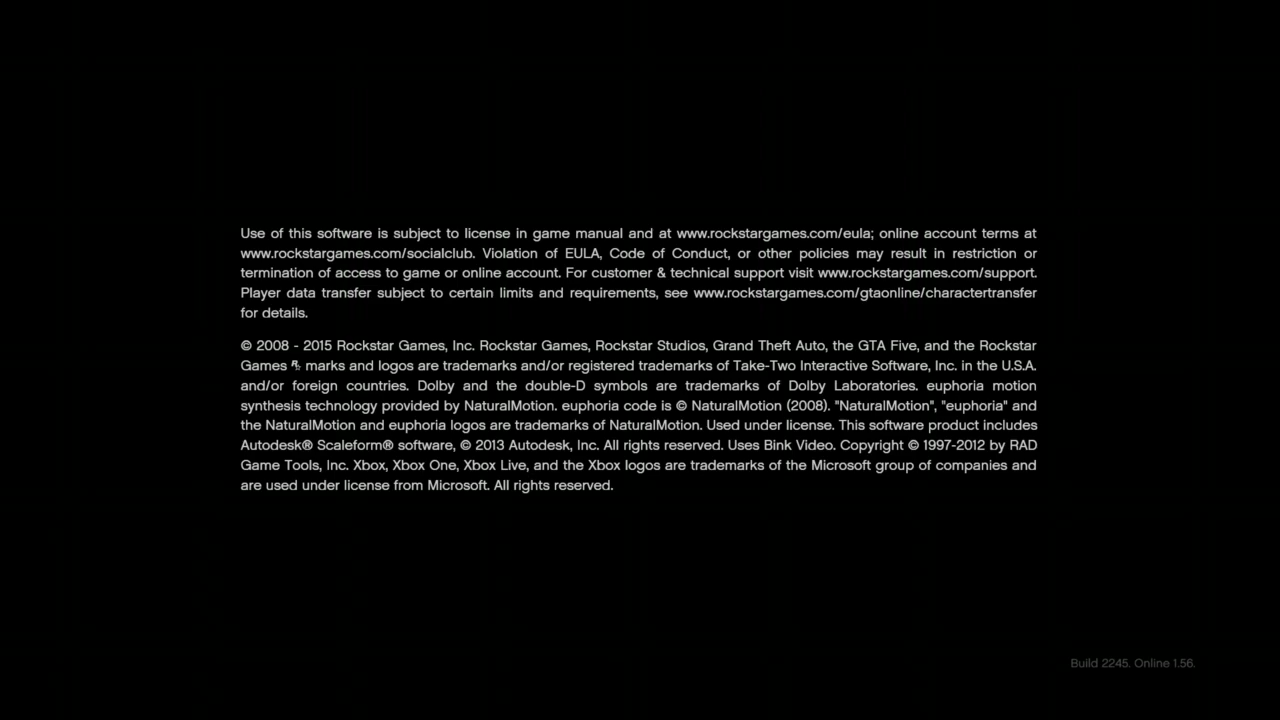 Use of this software is subject to license in game manual and at www.rockstargames.com/eula; online account terms at
www.rockstargames.com/socialclub. Violation of EULA, Code of Conduct, or other policies may result in restriction or
termination of access to game or online account. For customer & technical support visit www.rockstargames.com/support.
Player data transfer subject to certain limits and requirements, see www.rockstargames.com/gtaonline/charactertransfer
for details.
© 2008 - 2015 Rockstar Games, Inc. Rockstar Games, Rockstar Studios, Grand Theft Auto, the GTA Five, and the Rockstar
Games R* marks and logos are trademarks and/or registered trademarks of Take-Two Interactive Software, Inc. in the U.S.A.
and/or foreign countries. Dolby and the double-D symbols are trademarks of Dolby Laboratories. euphoria motion
synthesis technology provided by NaturalMotion. euphoria code is © NaturalMotion (2008). "NaturalMotion", "euphoria" and
the NaturalMotion and euphoria logos are trademarks of NaturalMotion. Used under license. This software product includes
Autodesk® Scaleform® software, © 2013 Autodesk, Inc. All rights reserved. Uses Bink Video. Copyright © 1997-2012 by RAD
Game Tools, Inc. Xbox, Xbox One, Xbox Live, and the Xbox logos are trademarks of the Microsoft group of companies and
are used under license from Microsoft. All rights reserved.
Build 2245. Online 1.56.